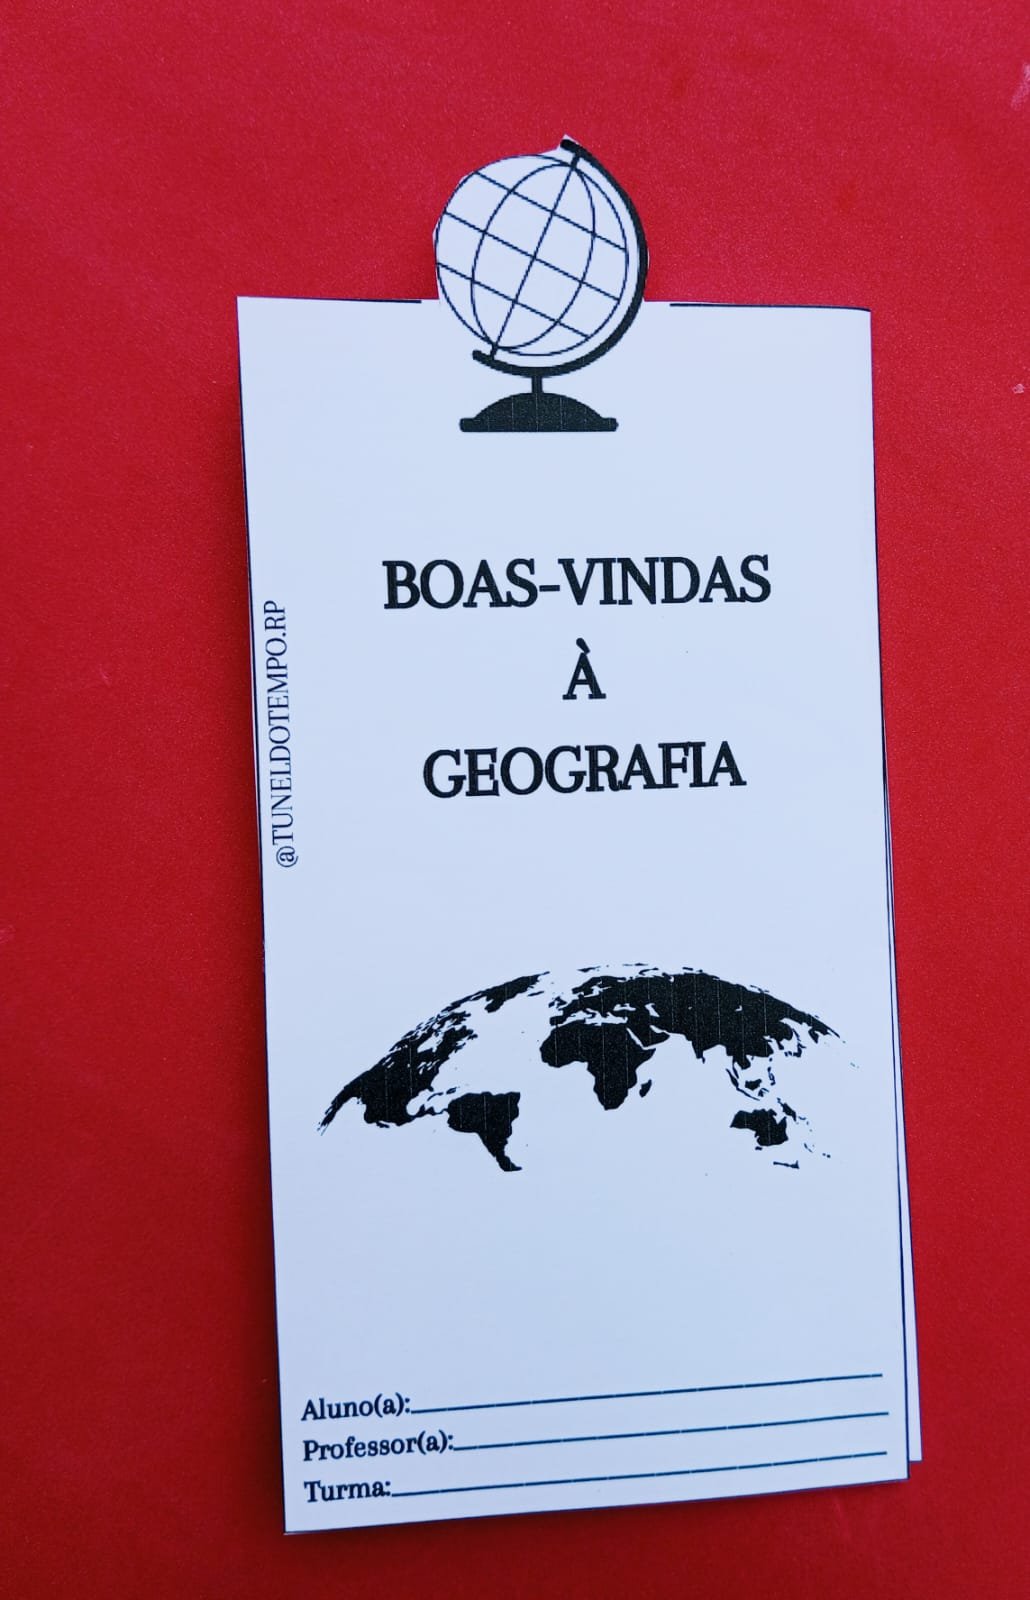 BOAS-VINDAS
À
GEOGRAFIA
@TUNELDOTEMPO.RP
Aluno(a):
Professor(a):
Turma: